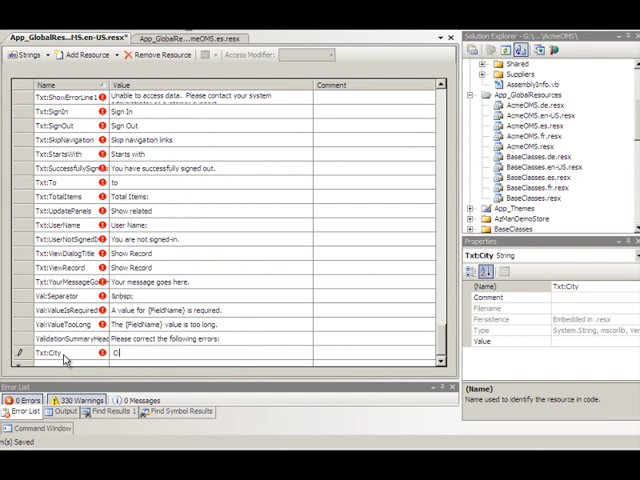 App_GlobalRes...MS.en-US.resx* App_GlobalRes...meOMS.es.resx
Strings Add Resource Remove Resource Access Modifier:
Name Value Comment
Txt:ShowErrorLine1 Unable to access data. Please contact your system
Txt:SignIn Sign In
Txt:SignOut Sign Out
Txt:SkipNavigation Skip navigation links
Txt:StartsWith Starts with
Txt:SuccessfullySign You have successfully signed out.
Txt:To to
Txt:TotalItems Total Items:
Txt:UpdatePanels Show related
Txt:UserName User Name:
Txt:UserNotSignedI You are not signed-in.
Txt:ViewDialogTitle Show Record
Txt:ViewRecord Show Record
Txt:YourMessageGo Your message goes here.
Val:Separator &nbsp;
Val:ValueIsRequired A value for {FieldName} is required.
Val:ValueTooLong The {FieldName} value is too long.
ValidationSummaryHea Please correct the following errors:
Txt:City Ci
Error List
0 Errors 330 Warnings 0 Messages
Error List Output Find Results 1 Find Symbol Results
Command Window
m(s) Saved
Solution Explorer - G:\...\AcmeOMS\
Shared
Suppliers
AssemblyInfo.vb
App_GlobalResources
AcmeOMS.de.resx
AcmeOMS.en-US.resx
AcmeOMS.es.resx
AcmeOMS.fr.resx
AcmeOMS.resx
BaseClasses.de.resx
BaseClasses.en-US.resx
BaseClasses.es.resx
BaseClasses.fr.resx
BaseClasses.resx
App_Themes
AzManDemoStore
BaseClasses
Properties
Txt:City String
(Name) Txt:City
Comment
Filename
Persistence Embedded in .resx
Type System.String, mscorlib, Ver
Value
(Name)
Name used to identify the resource in code.